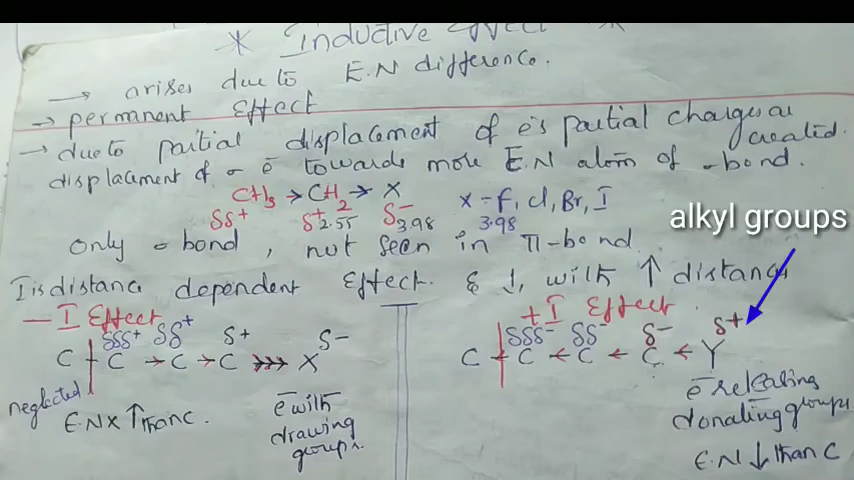 * Inductive Effect *
→ arises due to E.N difference.
→ permanent Effect
→ due to partial displacement of e's partial charges are created.
displacement of σ ē towards more E.N atom of σ-bond.
CH3 → CH2 → X X = F, Cl, Br, I
δδ+ δ+ 2.55 δ- 3.98 3.98
Only σ bond, not seen in π-bond
alkyl groups
I is distance dependent Effect. & ↓ with ↑ distance
- I Effect
+ I Effect
δδδ+ δδ+ δ+ δ-
C + C → C → C >>> X
δδδ- δδ- δ- δ+
C C ← C ← C ← Y
neglected
E.N X ↑ than C.
ē with
drawing
groups.
ē releasing
donating groups
E.N ↓ than C